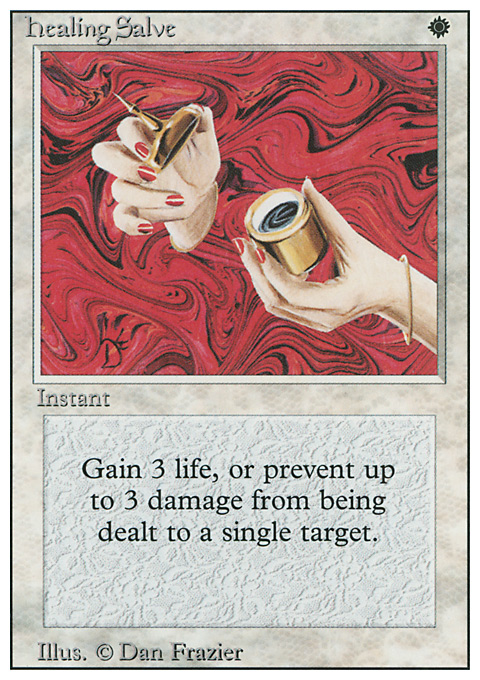 Healing Salve
Instant
Gain 3 life, or prevent up
to 3 damage from being
dealt to a single target.
Illus. © Dan Frazier